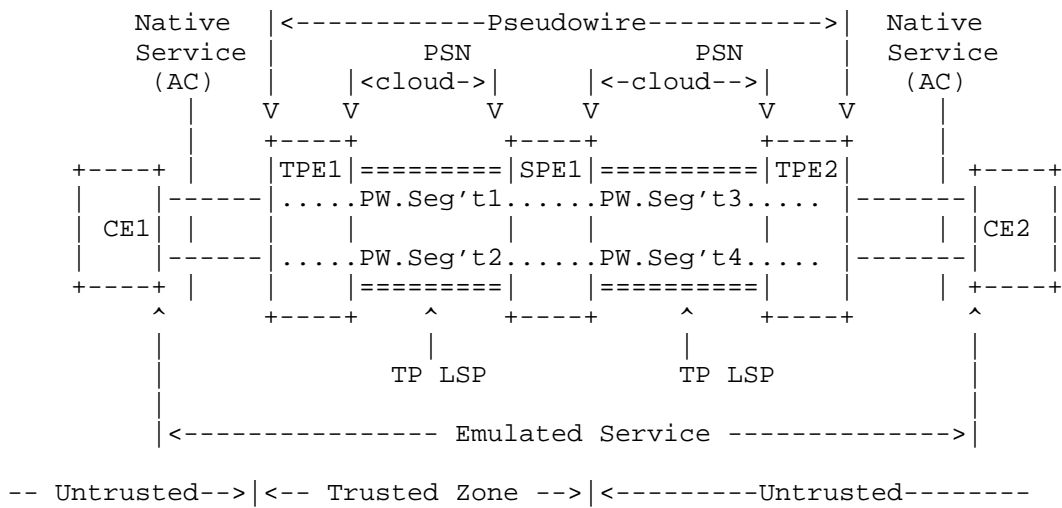 Native |<------------Pseudowire----------->| Native
Service | PSN PSN | Service
(AC) | |<cloud->| |<-cloud->| | (AC)
| V V V V V V |
| +----+ +----+ +----+ |
+----+ | |TPE1|=========|SPE1|==========|TPE2| | +----+
| |------|.....PW.Seg't1......PW.Seg't3..... |-------| |
| CE1| | | | | | | | | |CE2 |
| |------|.....PW.Seg't2......PW.Seg't4..... |-------| |
+----+ | | |=========| |==========| | | +----+
^ +----+ ^ +----+ ^ +----+ ^
| | | |
| TP LSP TP LSP |
| |
|<---------------- Emulated Service -------------->|
-- Untrusted-->|<-- Trusted Zone -->|<---------Untrusted--------